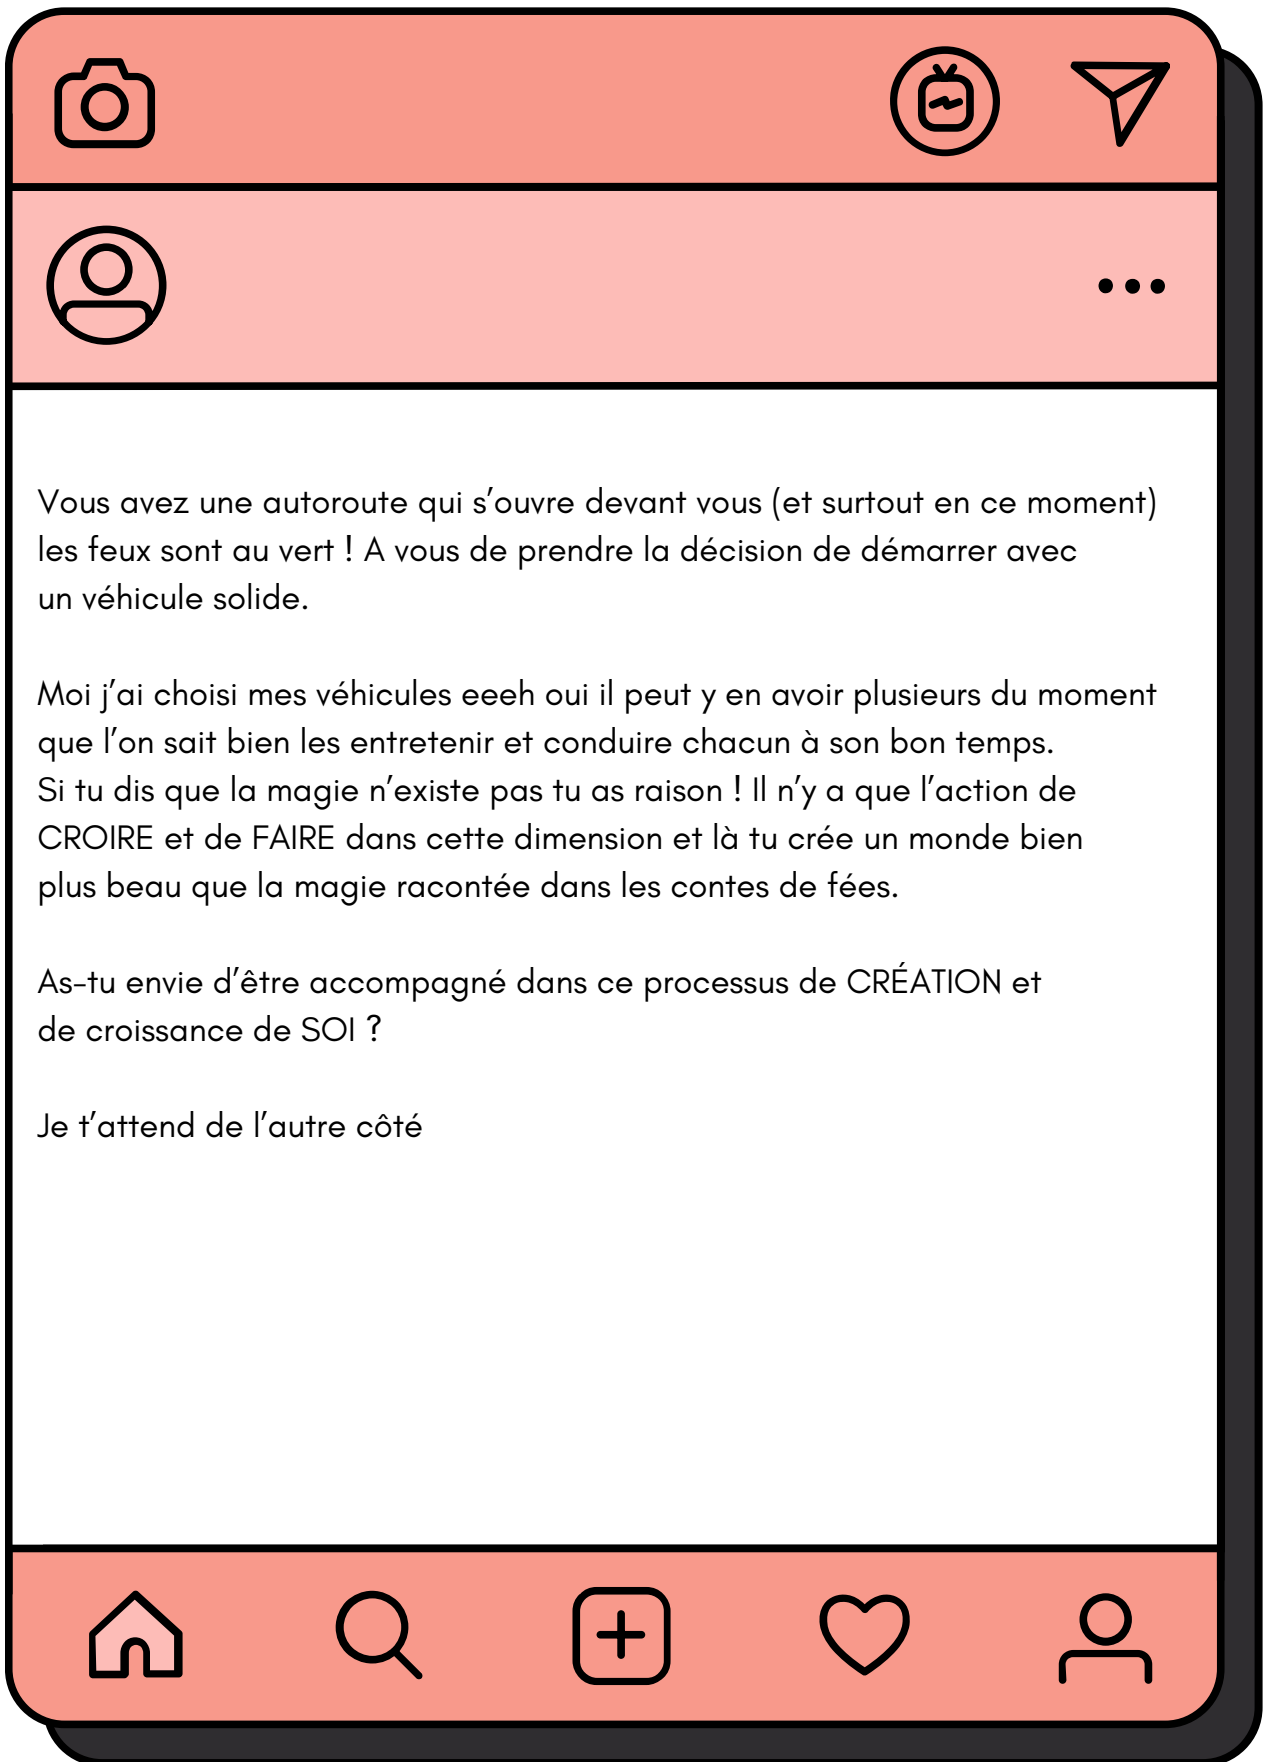 Vous avez une autoroute qui s’ouvre devant vous (et surtout en ce moment)
les feux sont au vert ! A vous de prendre la décision de démarrer avec
un véhicule solide.
Moi j’ai choisi mes véhicules eeeh oui il peut y en avoir plusieurs du moment
que l’on sait bien les entretenir et conduire chacun à son bon temps.
Si tu dis que la magie n’existe pas tu as raison ! Il n’y a que l’action de
CROIRE et de FAIRE dans cette dimension et là tu crée un monde bien
plus beau que la magie racontée dans les contes de fées.
As-tu envie d’être accompagné dans ce processus de CRÉATION et
de croissance de SOI ?
Je t’attend de l’autre côté